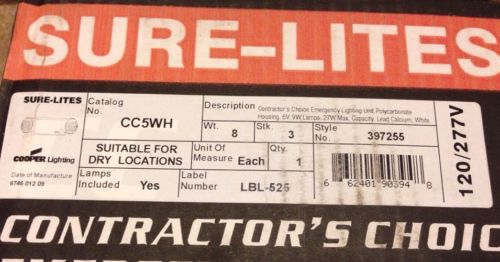 SURE-LITES
SURE-LITES
Catalog No. CC5WH
Description Contractor's Choice Emergency Lighting Unit, Polycarbonate
Housing, 6V, 9W Lamps, 27W Max, Capacity, Lead Calcium, White
Wt. 8 Stk. 3 Style No. 397255
120/277V
COOPER Lighting
SUITABLE FOR
DRY LOCATIONS
Unit Of Measure Each
Qty. 1
Date of Manufacture
6746 012 09
Lamps Included Yes
Label Number LBL-525
6 62401 90394 8
CONTRACTOR'S CHOIC